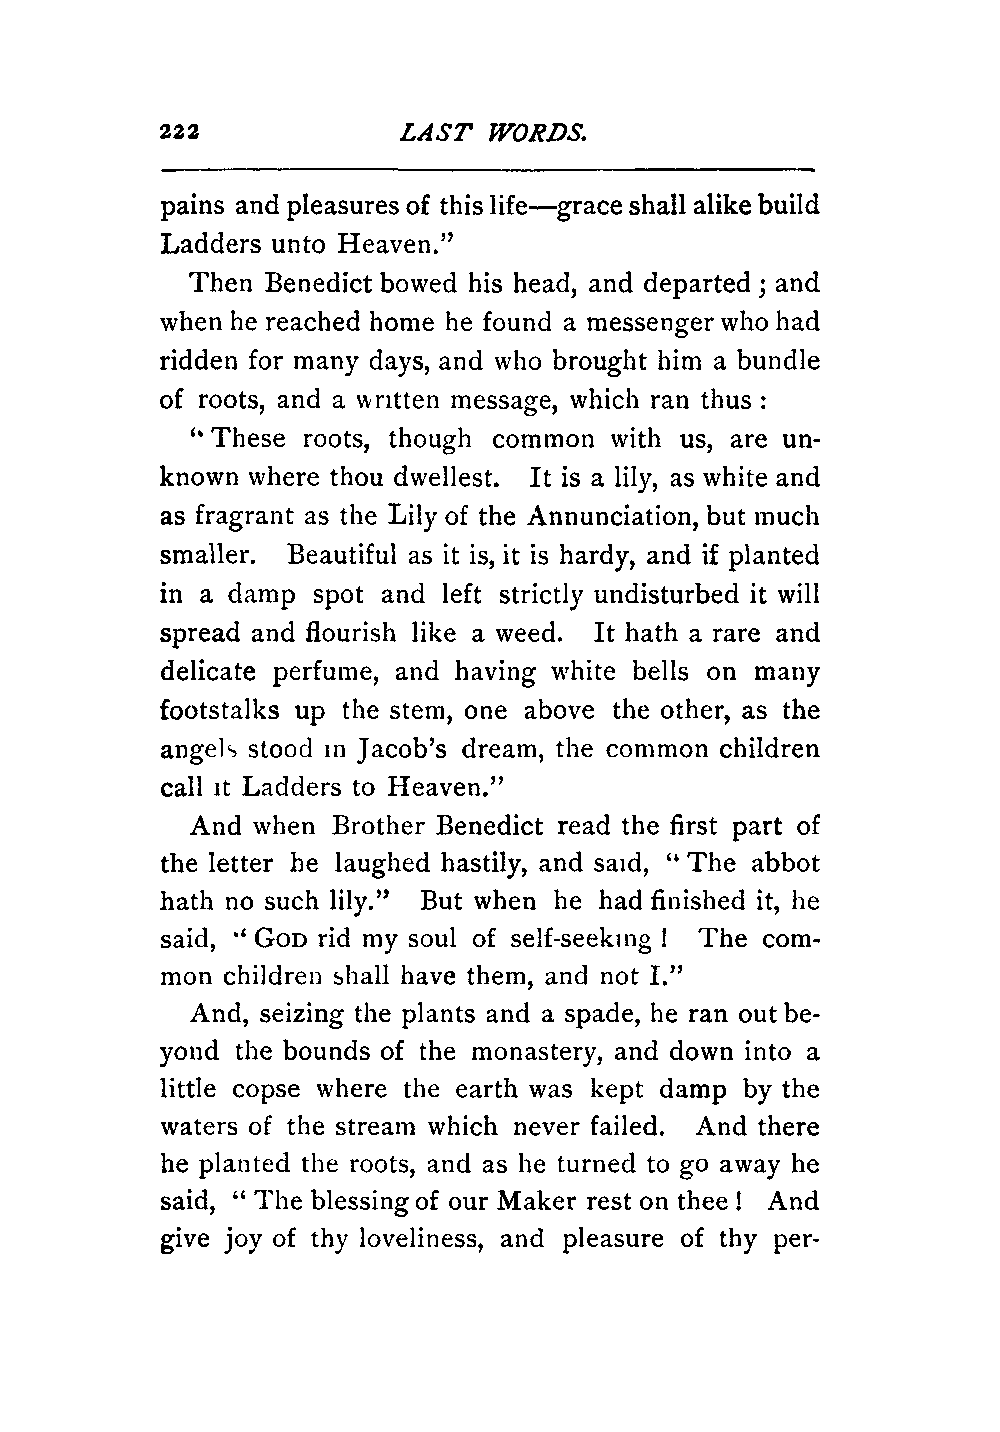 222 LAST WORDS.
pains and pleasures of this life—grace shall alike build
Ladders unto Heaven."
Then Benedict bowed his head, and departed; and
when he reached home he found a messenger who had
ridden for many days, and who brought him a bundle
of roots, and a written message, which ran thus:
"These roots, though common with us, are un-
known where thou dwellest. It is a lily, as white and
as fragrant as the Lily of the Annunciation, but much
smaller. Beautiful as it is, it is hardy, and if planted
in a damp spot and left strictly undisturbed it will
spread and flourish like a weed. It hath a rare and
delicate perfume, and having white bells on many
footstalks up the stem, one above the other, as the
angels stood in Jacob's dream, the common children
call it Ladders to Heaven."
And when Brother Benedict read the first part of
the letter he laughed hastily, and said, "The abbot
hath no such lily." But when he had finished it, he
said, "GOD rid my soul of self-seeking! The com-
mon children shall have them, and not I."
And, seizing the plants and a spade, he ran out be-
yond the bounds of the monastery, and down into a
little copse where the earth was kept damp by the
waters of the stream which never failed. And there
he planted the roots, and as he turned to go away he
said, "The blessing of our Maker rest on thee! And
give joy of thy loveliness, and pleasure of thy per-